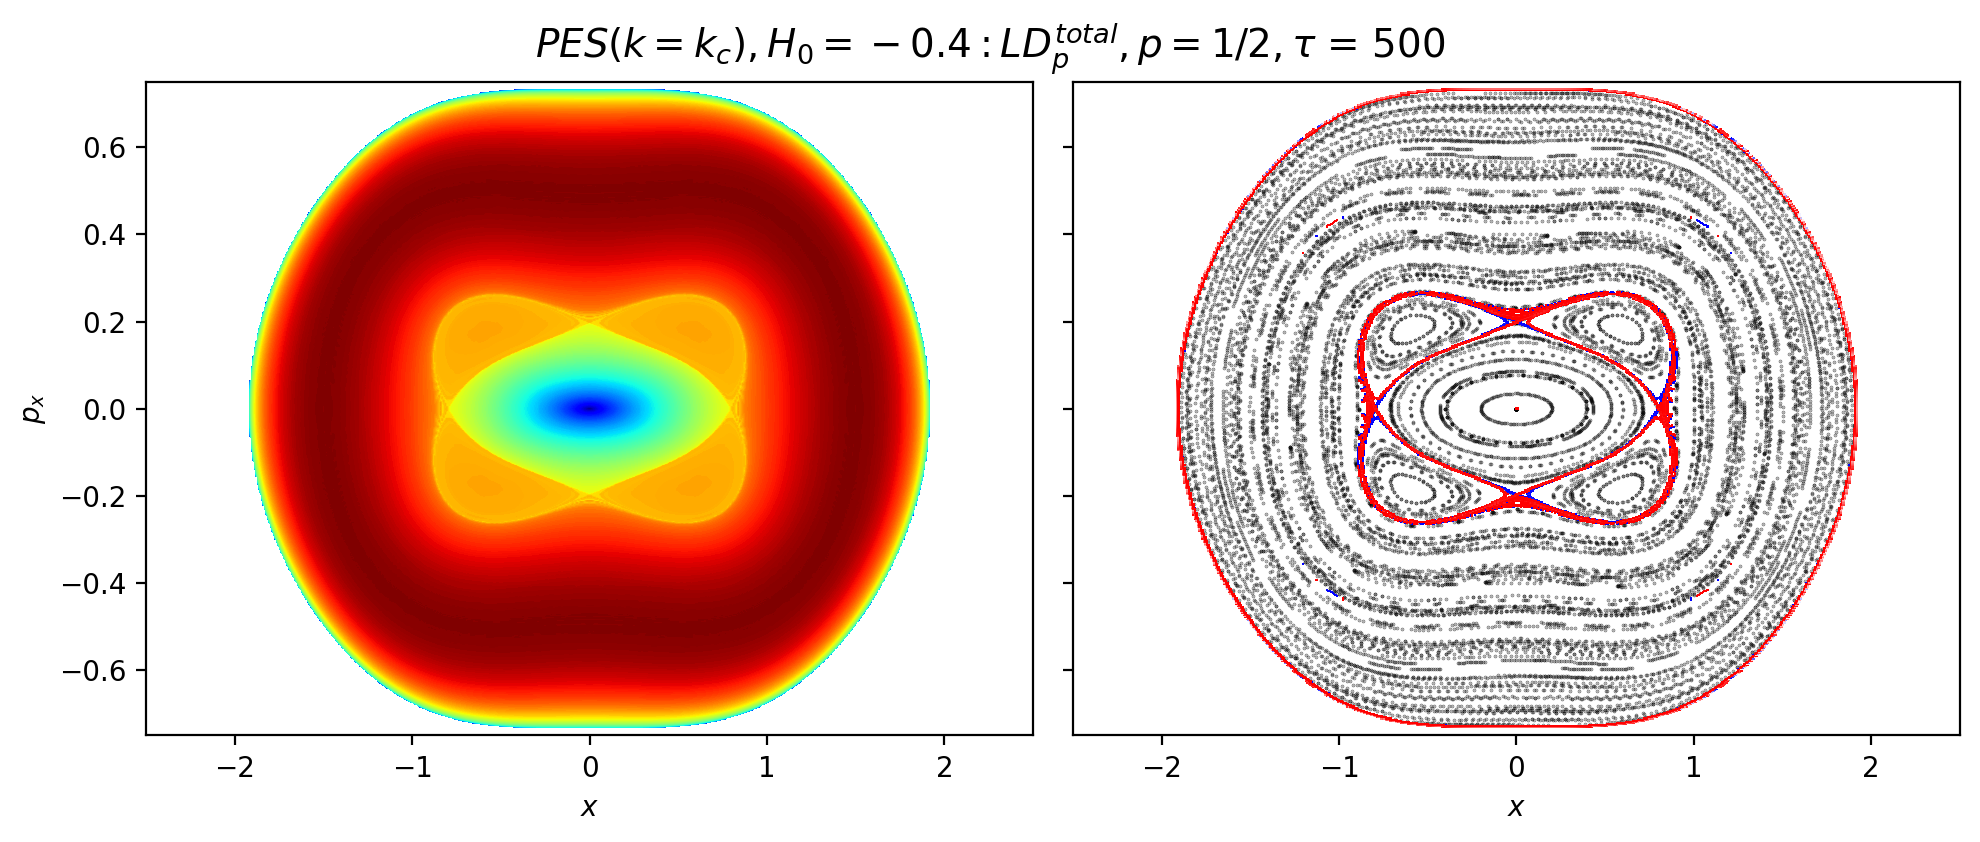 PES(k = k_c), H_0 = −0.4 : LD_p^{total}, p = 1/2, τ = 500
0.6
0.4
0.2
0.0
−0.2
−0.4
−0.6
p_x
−2 −1 0 1 2
−2 −1 0 1 2
x
x